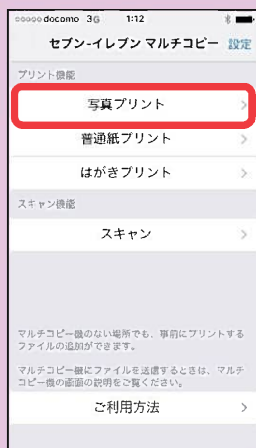 docomo 3G 1:12
セブン-イレブン マルチコピー 設定
プリント機能
写真プリント
普通紙プリント
はがきプリント
スキャン機能
スキャン
マルチコピー機のない場所でも、事前にプリントする
ファイルの追加ができます。
マルチコピー機にファイルを送信するときは、マルチ
コピー機の画面の説明をご覧ください。
ご利用方法